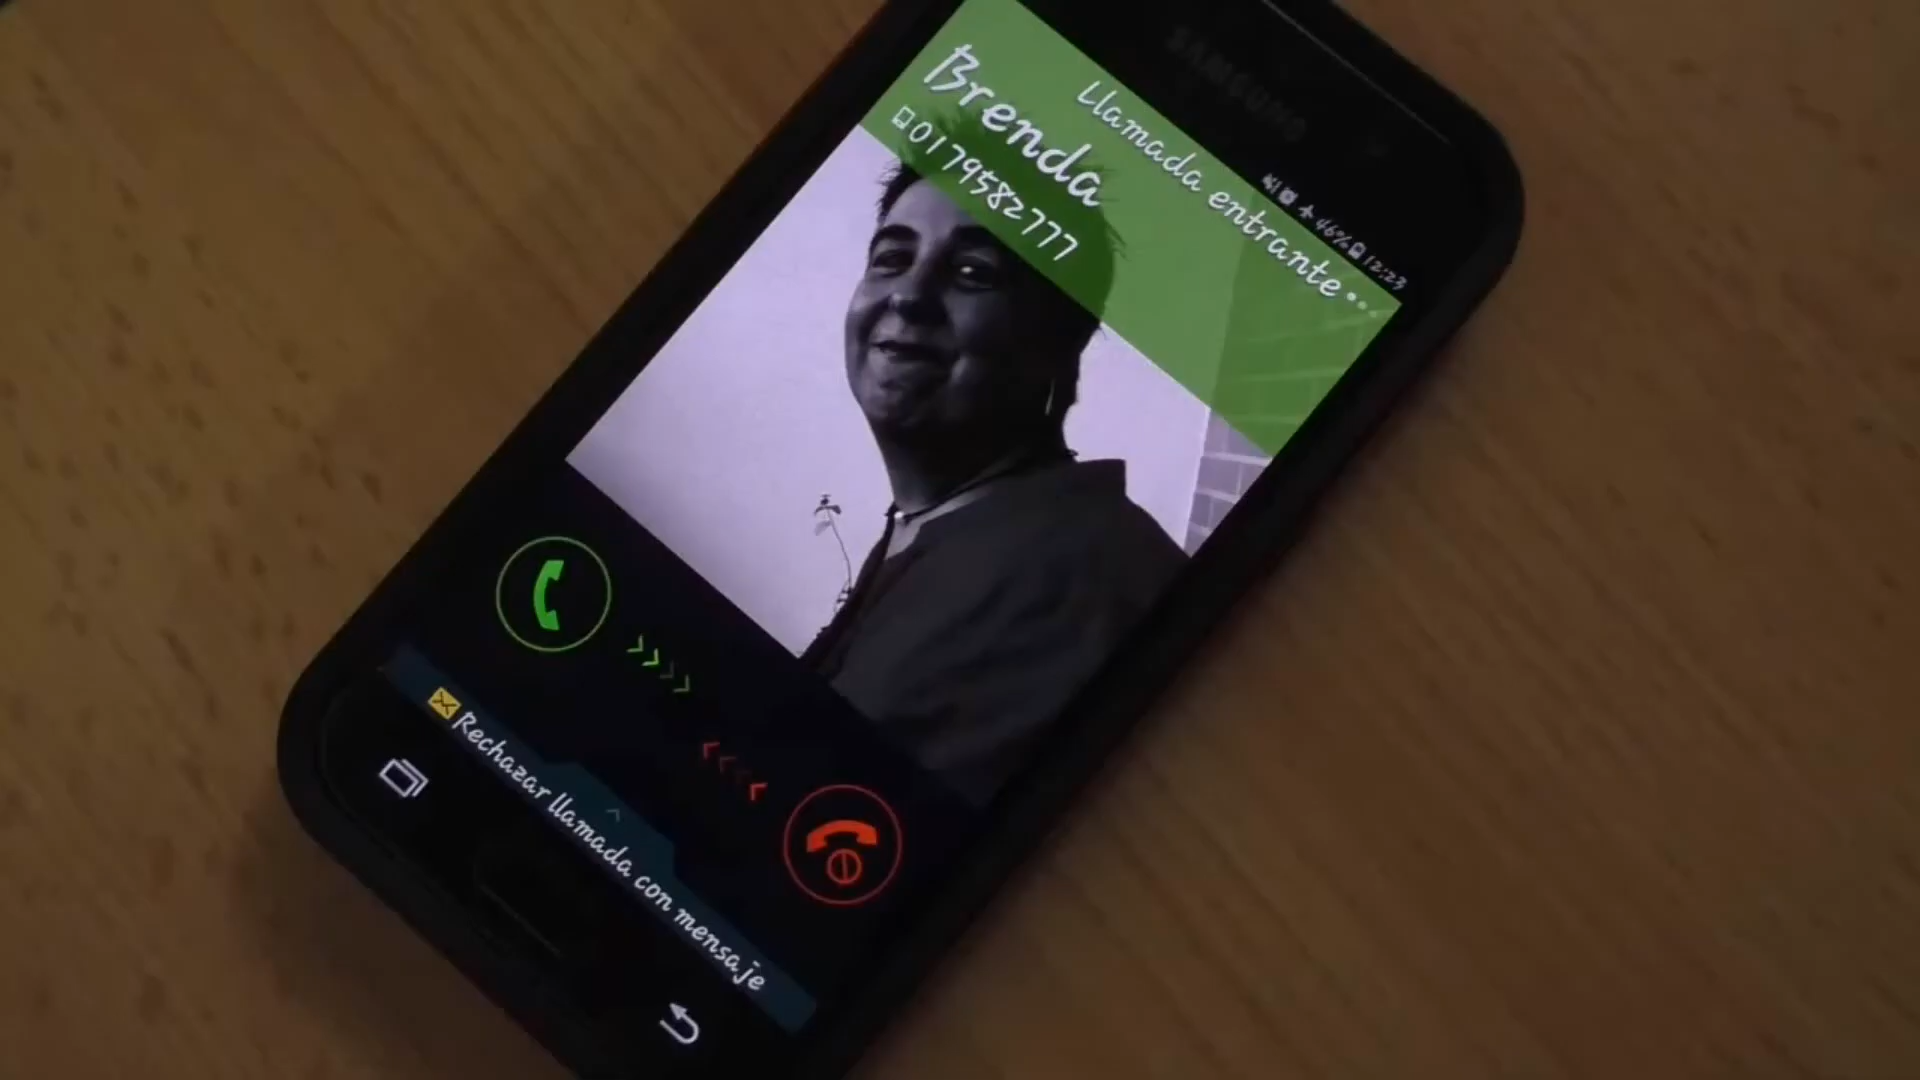 SAMSUNG
46% 12:23
Llamada entrante...
Brenda
0179582777
Rechazar llamada con mensaje